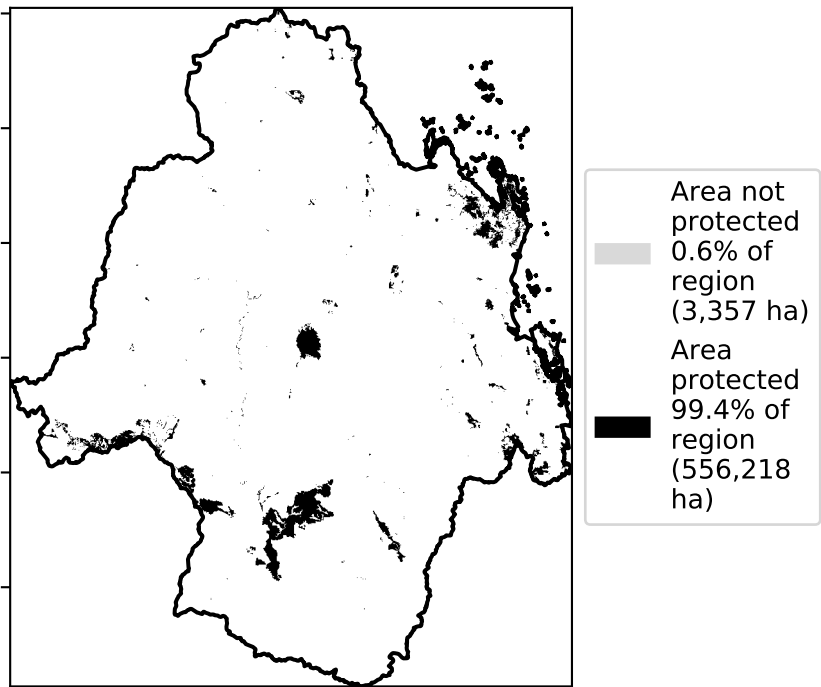 Area not
protected
0.6% of
region
(3,357 ha)
Area
protected
99.4% of
region
(556,218
ha)